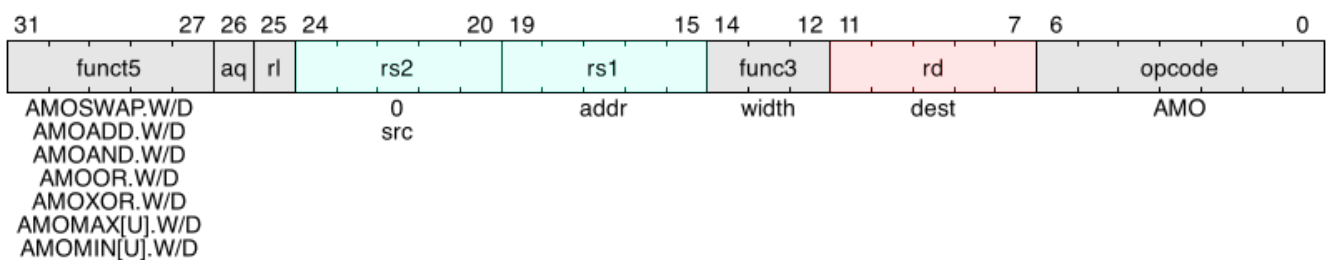 31 27 26 25 24 20 19 15 14 12 11 7 6 0
funct5 aq rl rs2 rs1 func3 rd opcode
AMOSWAP.W/D 0 addr width dest AMO
AMOADD.W/D src
AMOAND.W/D
AMOOR.W/D
AMOXOR.W/D
AMOMAX[U].W/D
AMOMIN[U].W/D